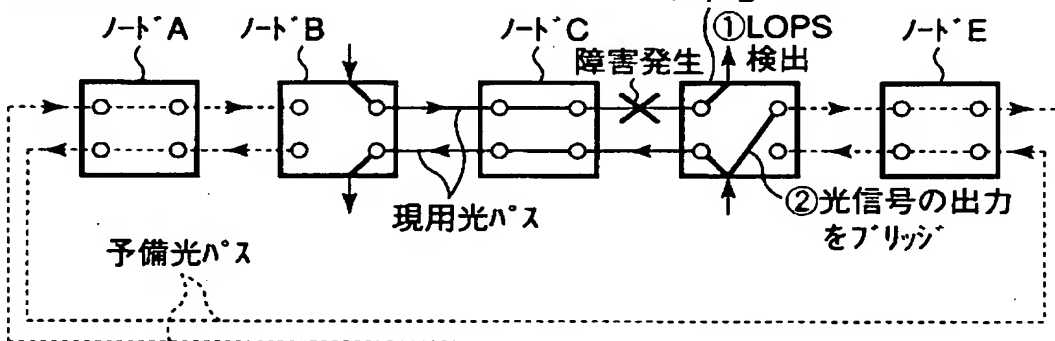 ノードA
ノードB
ノードC
①LOPS
検出
ノードE
障害発生
現用光パス
②光信号の出力
をブリッジ
予備光パス